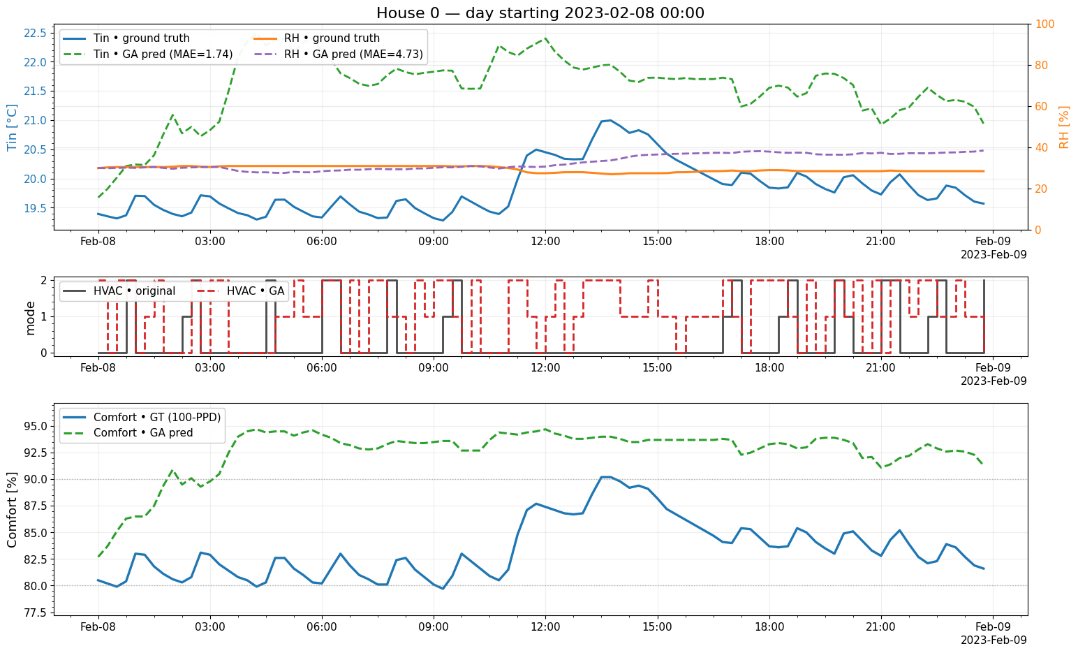 House 0 — day starting 2023-02-08 00:00
Tin • ground truth
Tin • GA pred (MAE=1.74)
RH • ground truth
RH • GA pred (MAE=4.73)
Tin [°C]
22.5
22.0
21.5
21.0
20.5
20.0
19.5
RH [%]
100
80
60
40
20
0
Feb-08 03:00 06:00 09:00 12:00 15:00 18:00 21:00 Feb-09
2023-Feb-09
HVAC • original HVAC • GA
mode
2
1
0
Feb-08 03:00 06:00 09:00 12:00 15:00 18:00 21:00 Feb-09
2023-Feb-09
Comfort • GT (100-PPD)
Comfort • GA pred
Comfort [%]
95.0
92.5
90.0
87.5
85.0
82.5
80.0
77.5
Feb-08 03:00 06:00 09:00 12:00 15:00 18:00 21:00 Feb-09
2023-Feb-09